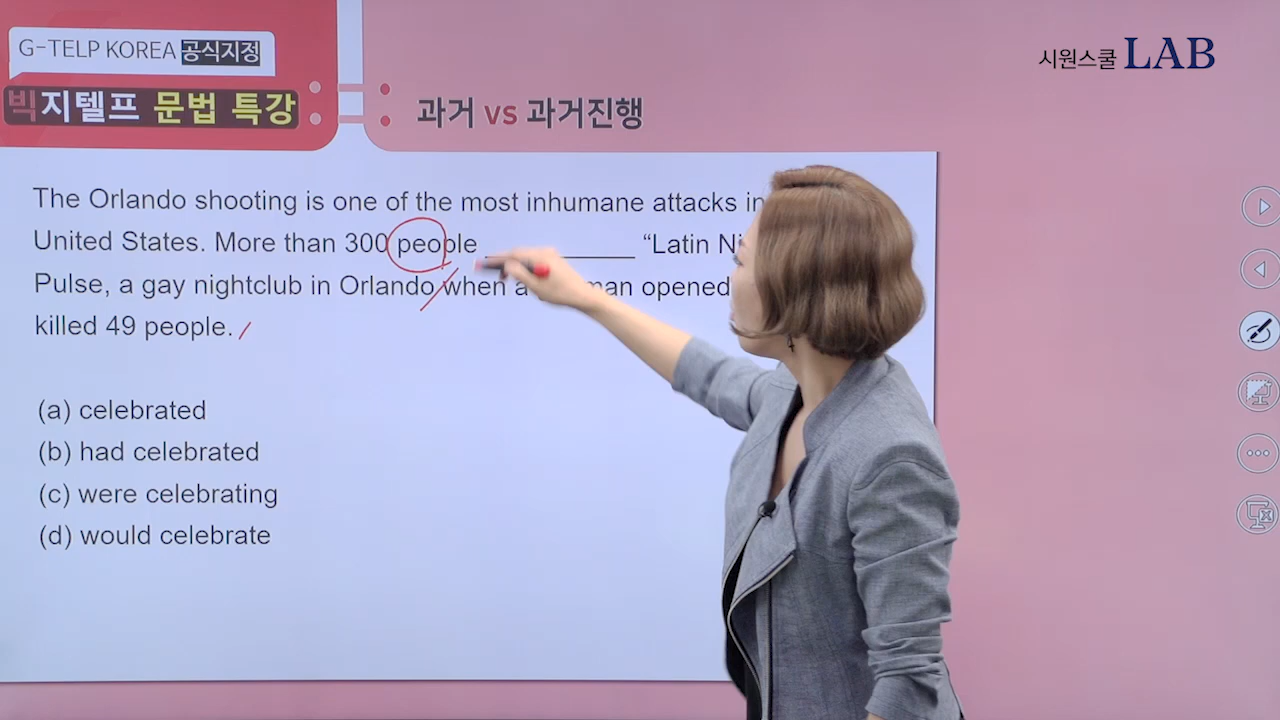 G-TELP KOREA 공식지정
빅지텔프 문법 특강
과거 vs 과거진행
시원스쿨 LAB
The Orlando shooting is one of the most inhumane attacks in
United States. More than 300 people __________ “Latin
Pulse, a gay nightclub in Orlando when a opened
killed 49 people.
(a) celebrated
(b) had celebrated
(c) were celebrating
(d) would celebrate